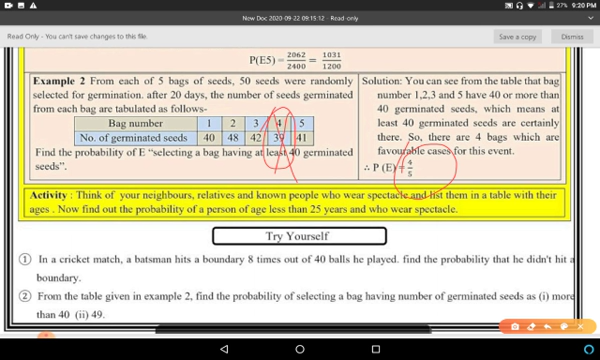 27% 9:20 PM
New Doc 2020-09-22 09:15:12 - Read-only
Read Only - You can't save changes to this file.
Save a copy
Dismiss
P(E5) = 2062/2400 = 1031/1200
Example 2 From each of 5 bags of seeds, 50 seeds were randomly
selected for germination. after 20 days, the number of seeds germinated
from each bag are tabulated as follows-
Bag number 1 2 3 4 5
No. of germinated seeds 40 48 42 39 41
Find the probability of E “selecting a bag having at least 40 germinated
seeds”.
Solution: You can see from the table that bag
number 1,2,3 and 5 have 40 or more than
40 germinated seeds, which means at
least 40 germinated seeds are certainly
there. So, there are 4 bags which are
favourable cases for this event.
∴ P (E) = 4/5
Activity : Think of your neighbours, relatives and known people who wear spectacle and list them in a table with their
ages . Now find out the probability of a person of age less than 25 years and who wear spectacle.
Try Yourself
① In a cricket match, a batsman hits a boundary 8 times out of 40 balls he played. find the probability that he didn't hit a
boundary.
② From the table given in example 2, find the probability of selecting a bag having number of germinated seeds as (i) more
than 40 (ii) 49.